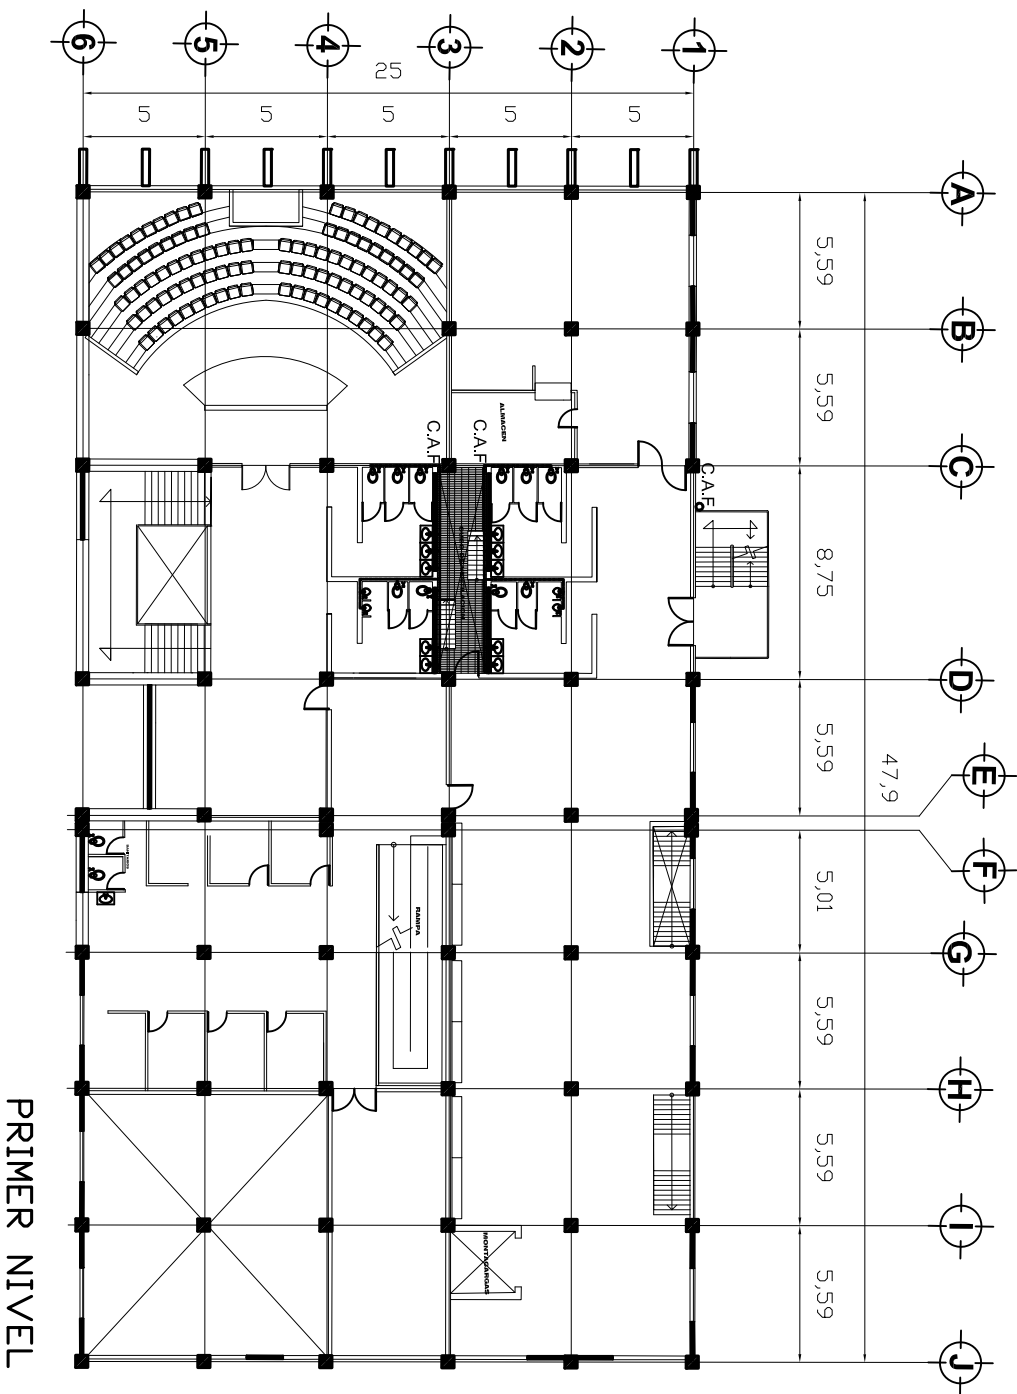 6
5
4
3
2
1
25
5
5
5
5
5
A
B
C
D
E
F
G
H
I
J
5,59
5,59
8,75
5,59
47,9
5,01
5,59
5,59
5,59
ALMACEN
C.A.F
C.A.F
C.A.F
RAMPA
MONTACARGAS
PRIMER NIVEL